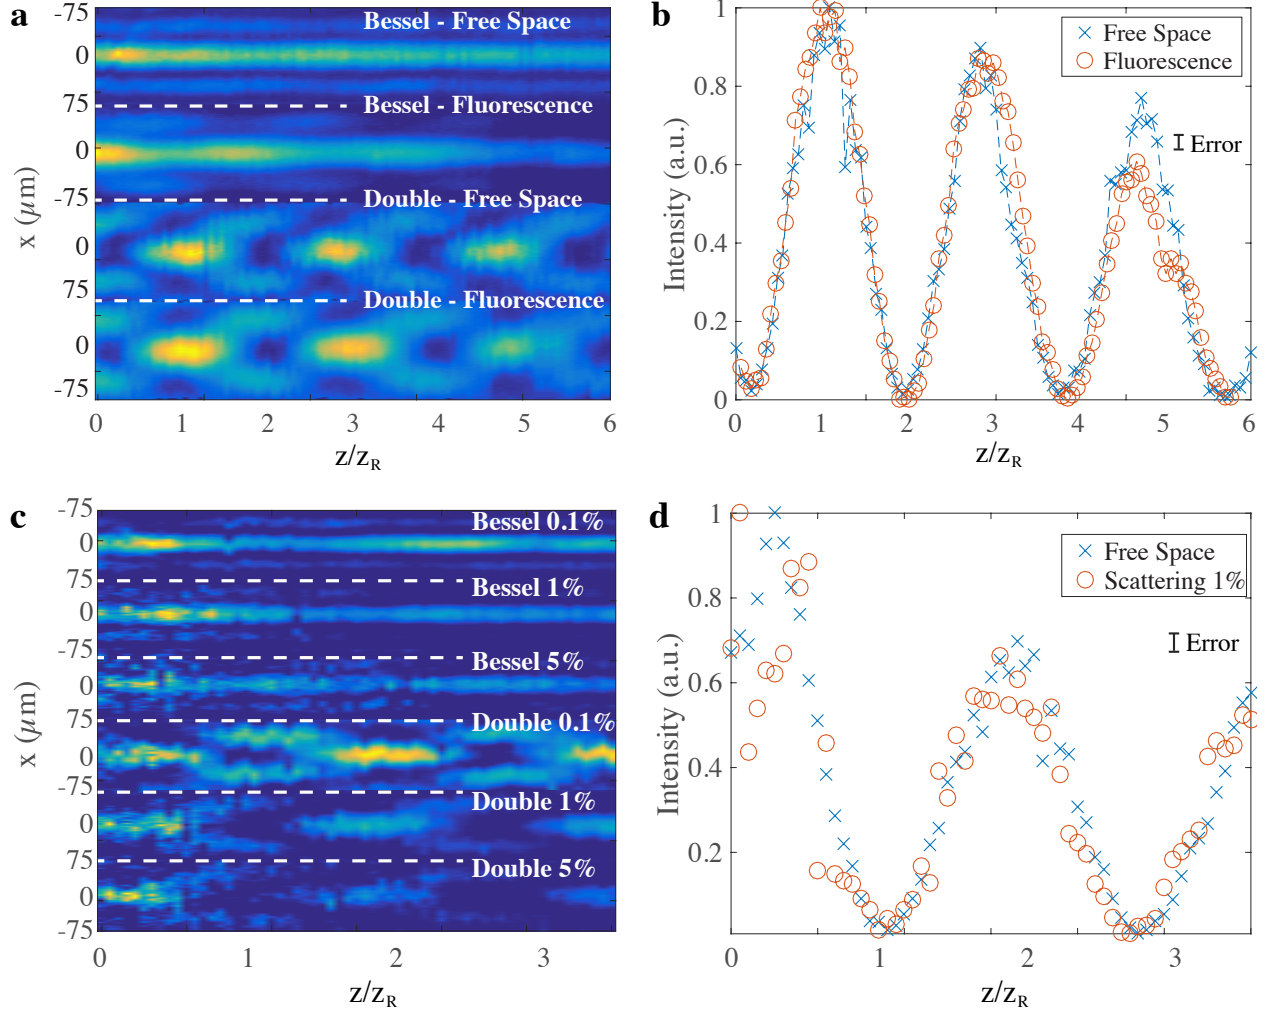 a
-75
Bessel - Free Space
0
75
Bessel - Fluorescence
0
-75
Double - Free Space
0
75
Double - Fluorescence
0
-75
x (μm)
0 1 2 3 4 5 6
z/z_R
b
1
0.8
0.6
0.4
0.2
0
Intensity (a.u.)
Free Space
Fluorescence
Error
0 1 2 3 4 5 6
z/z_R
c
-75
Bessel 0.1%
0
75
Bessel 1%
0
-75
Bessel 5%
0
75
Double 0.1%
0
-75
Double 1%
0
75
Double 5%
0
-75
x (μm)
0 1 2 3
z/z_R
d
1
0.8
0.6
0.4
0.2
Intensity (a.u.)
Free Space
Scattering 1%
Error
0 1 2 3
z/z_R